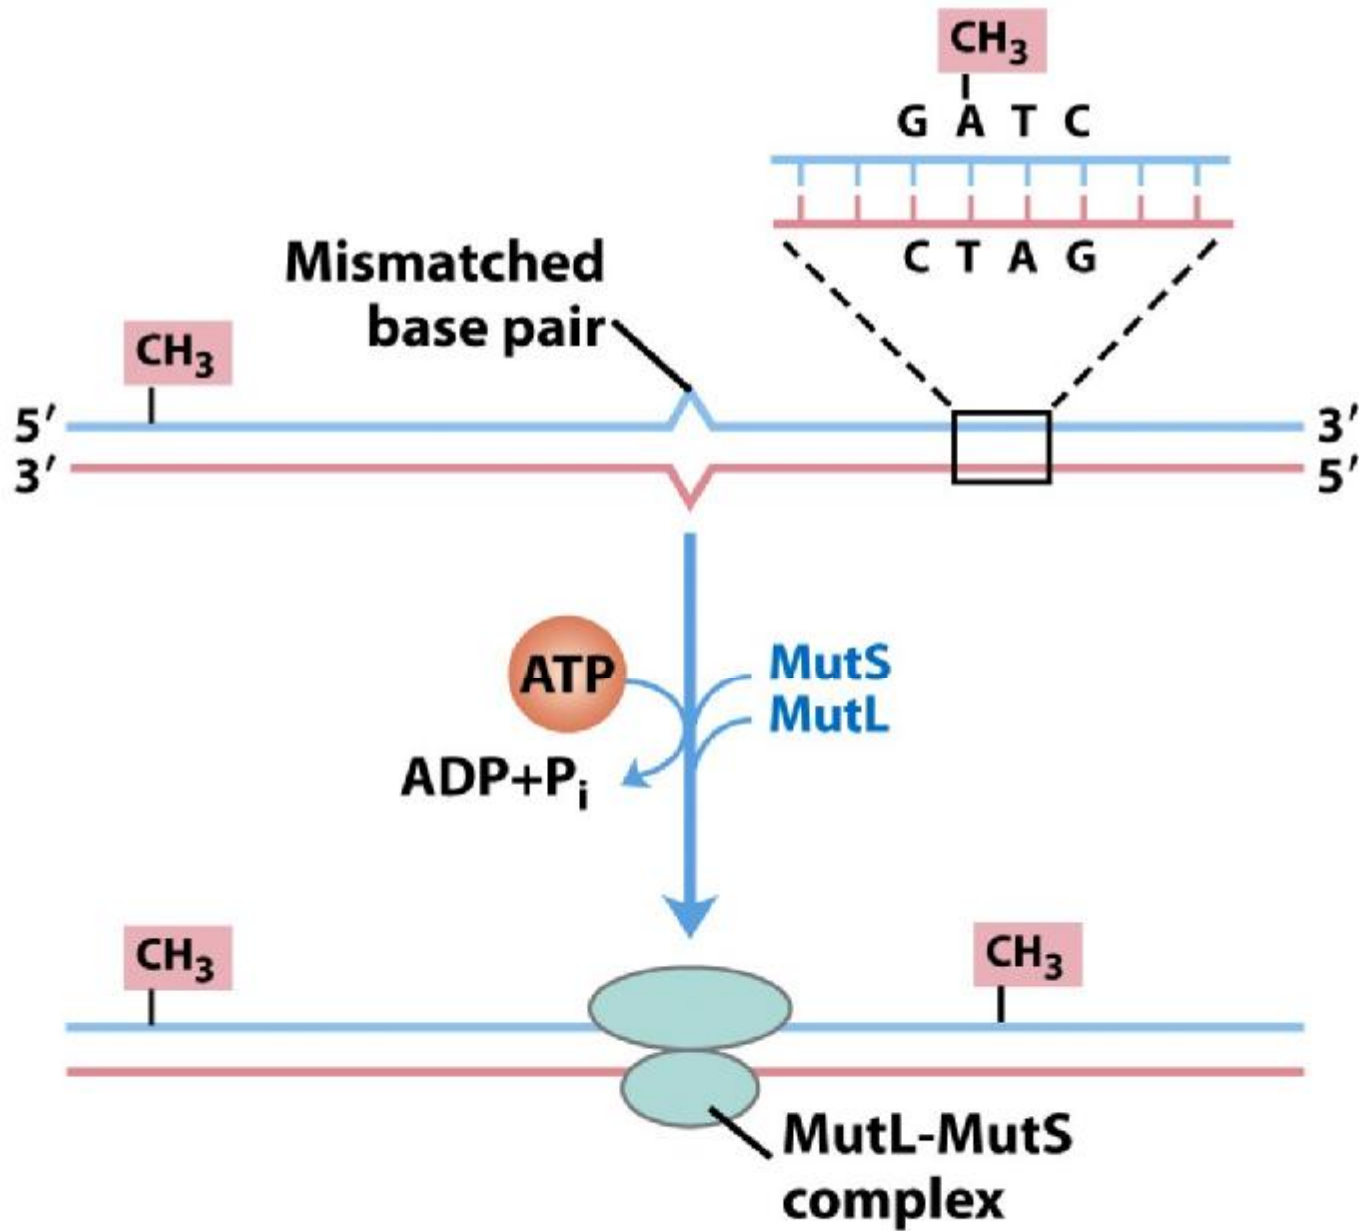 CH₃
G A T C
C T A G
Mismatched
base pair
CH₃
5′ 3′
3′ 5′
ATP
MutS
MutL
ADP+Pᵢ
CH₃
CH₃
MutL-MutS
complex